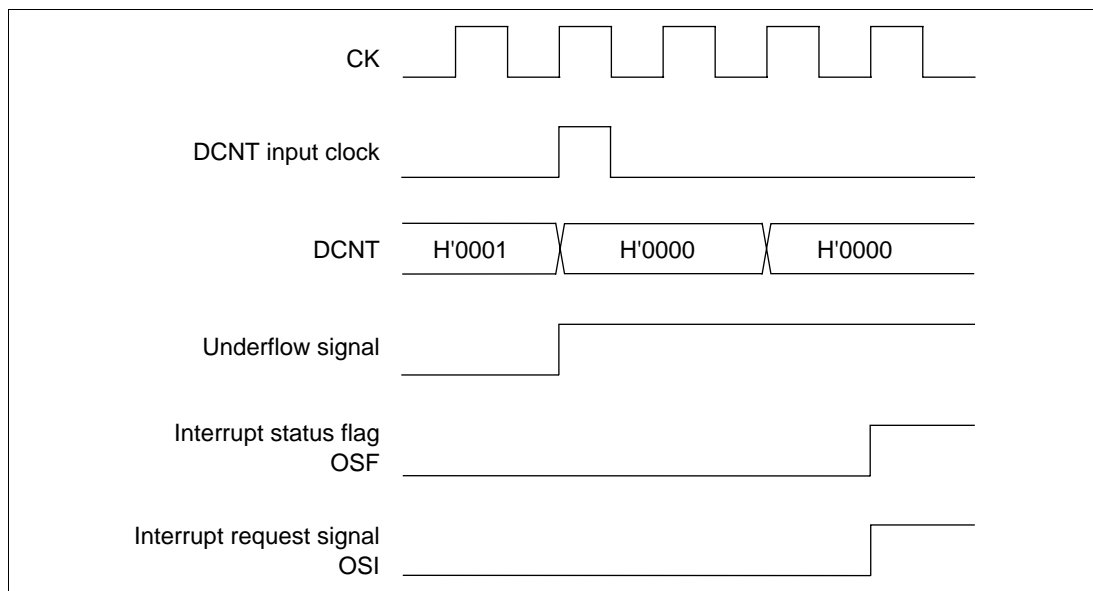 CK
DCNT input clock
DCNT
H'0001
H'0000
H'0000
Underflow signal
Interrupt status flag
OSF
Interrupt request signal
OSI